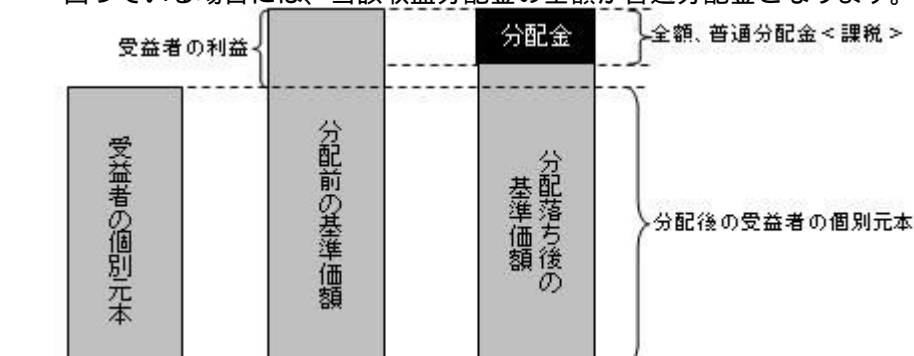 回っている場合には、当該収益分配金の全額が普通分配金となります。
受益者の利益
分配金
全額、普通分配金＜課税＞
受益者の個別元本
分配前の基準価額
分配落ち後の
基準価額
分配後の受益者の個別元本